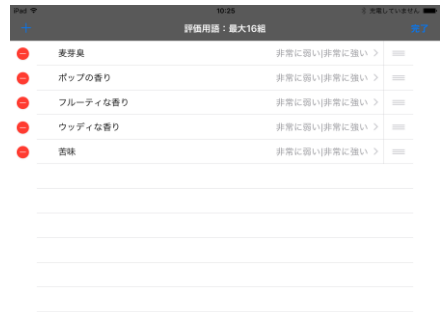 iPad 10:25 充電していません
＋ 評価用語：最大16組 完了
麦芽臭 非常に弱い|非常に強い
ポップの香り 非常に弱い|非常に強い
フルーティな香り 非常に弱い|非常に強い
ウッディな香り 非常に弱い|非常に強い
苦味 非常に弱い|非常に強い